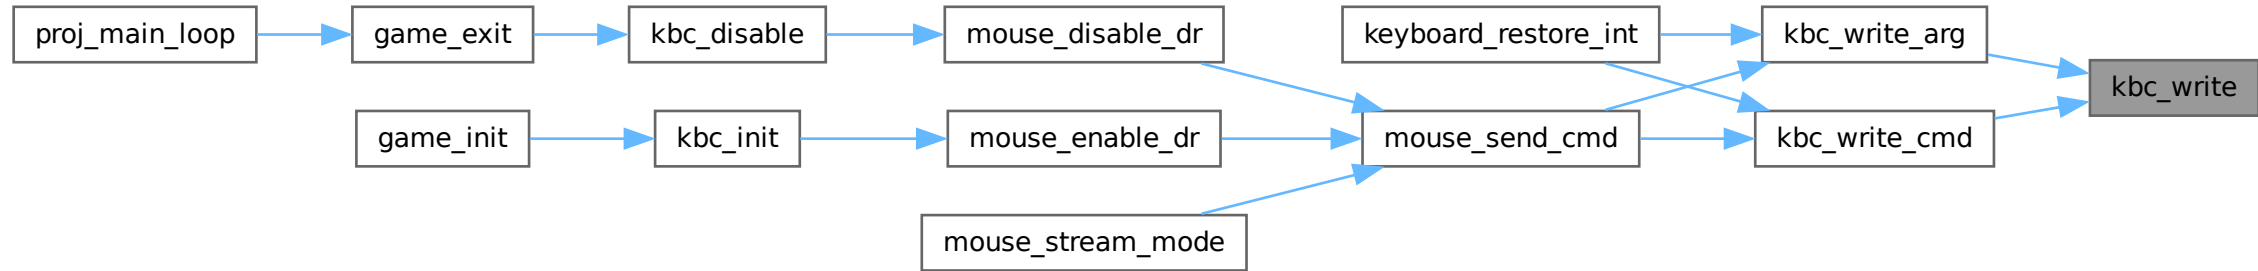 proj_main_loop
game_exit
kbc_disable
mouse_disable_dr
keyboard_restore_int
kbc_write_arg
kbc_write
game_init
kbc_init
mouse_enable_dr
mouse_send_cmd
kbc_write_cmd
mouse_stream_mode